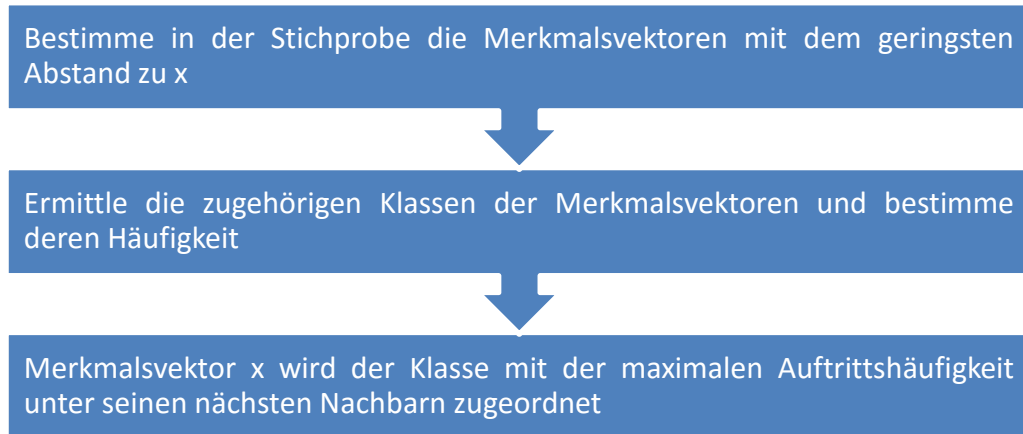 Bestimme in der Stichprobe die Merkmalsvektoren mit dem geringsten
Abstand zu x
Ermittle die zugehörigen Klassen der Merkmalsvektoren und bestimme
deren Häufigkeit
Merkmalsvektor x wird der Klasse mit der maximalen Auftrittshäufigkeit
unter seinen nächsten Nachbarn zugeordnet